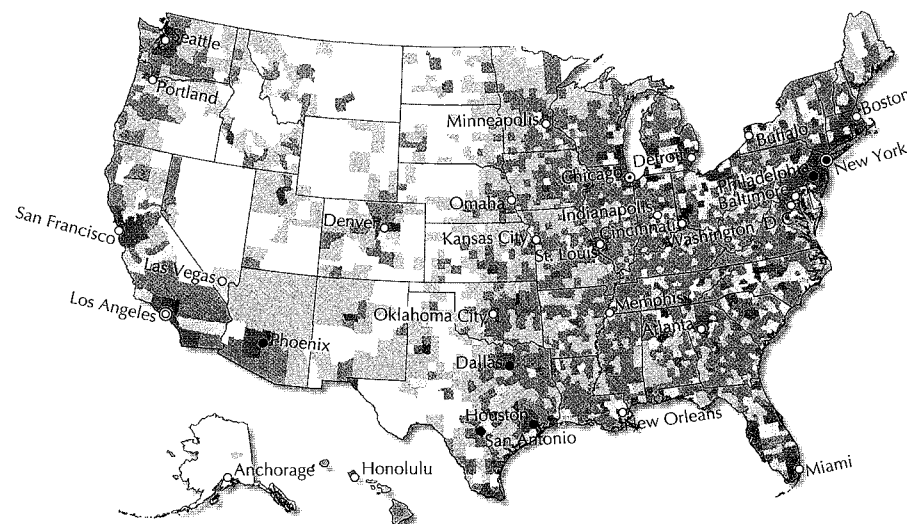 Seattle
Portland
Minneapolis
Boston
Buffalo
Detroit
New York
Chicago
Philadelphia
Baltimore
Omaha
Indianapolis
Denver
Kansas City
Cincinnati
Washington D.C.
St. Louis
San Francisco
Las Vegas
Los Angeles
Oklahoma City
Memphis
Atlanta
Phoenix
Dallas
Houston
New Orleans
San Antonio
Anchorage
Honolulu
Miami